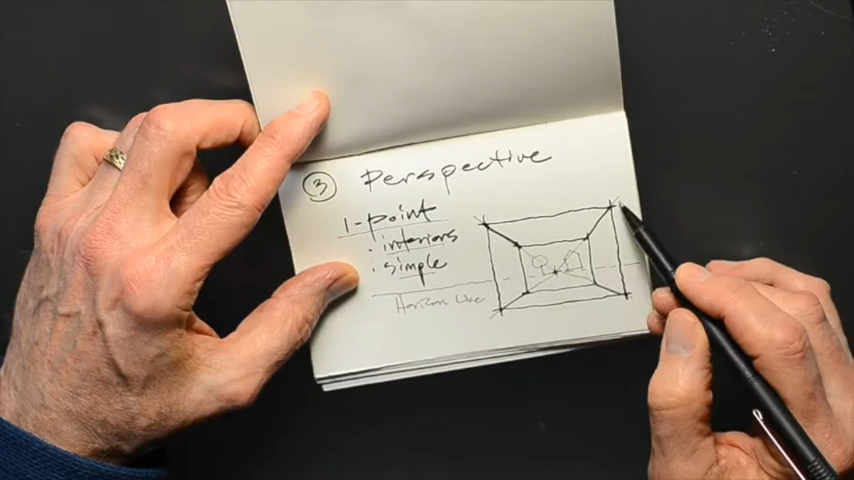 ③ Perspective
1-point
· interiors
· simple
Horizon Line